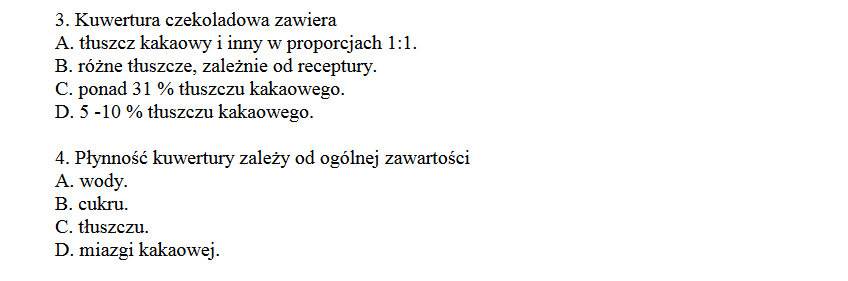 3. Kuwertura czekoladowa zawiera
A. tłuszcz kakaowy i inny w proporcjach 1:1.
B. różne tłuszcze, zależnie od receptury.
C. ponad 31 % tłuszczu kakaowego.
D. 5 -10 % tłuszczu kakaowego.
4. Płynność kuwertury zależy od ogólnej zawartości
A. wody.
B. cukru.
C. tłuszczu.
D. miazgi kakaowej.